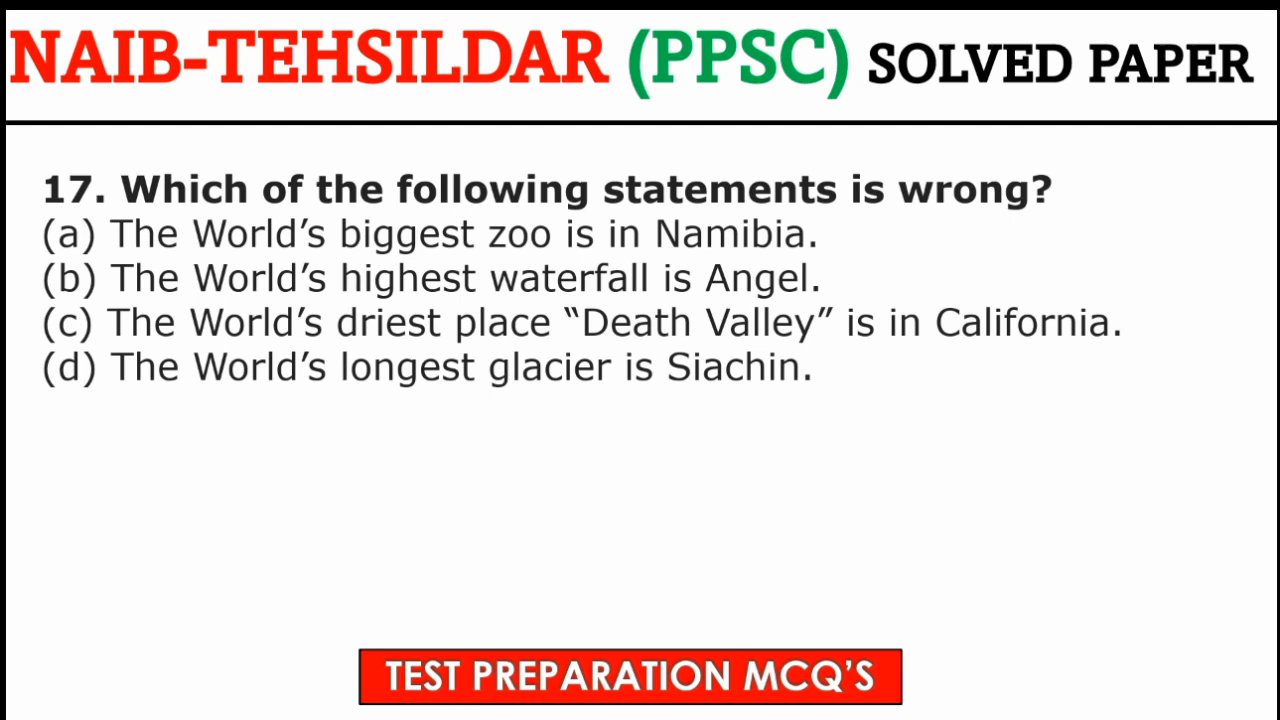 NAIB-TEHSILDAR (PPSC) SOLVED PAPER
17. Which of the following statements is wrong?
(a) The World’s biggest zoo is in Namibia.
(b) The World’s highest waterfall is Angel.
(c) The World’s driest place “Death Valley” is in California.
(d) The World’s longest glacier is Siachin.
TEST PREPARATION MCQ’S